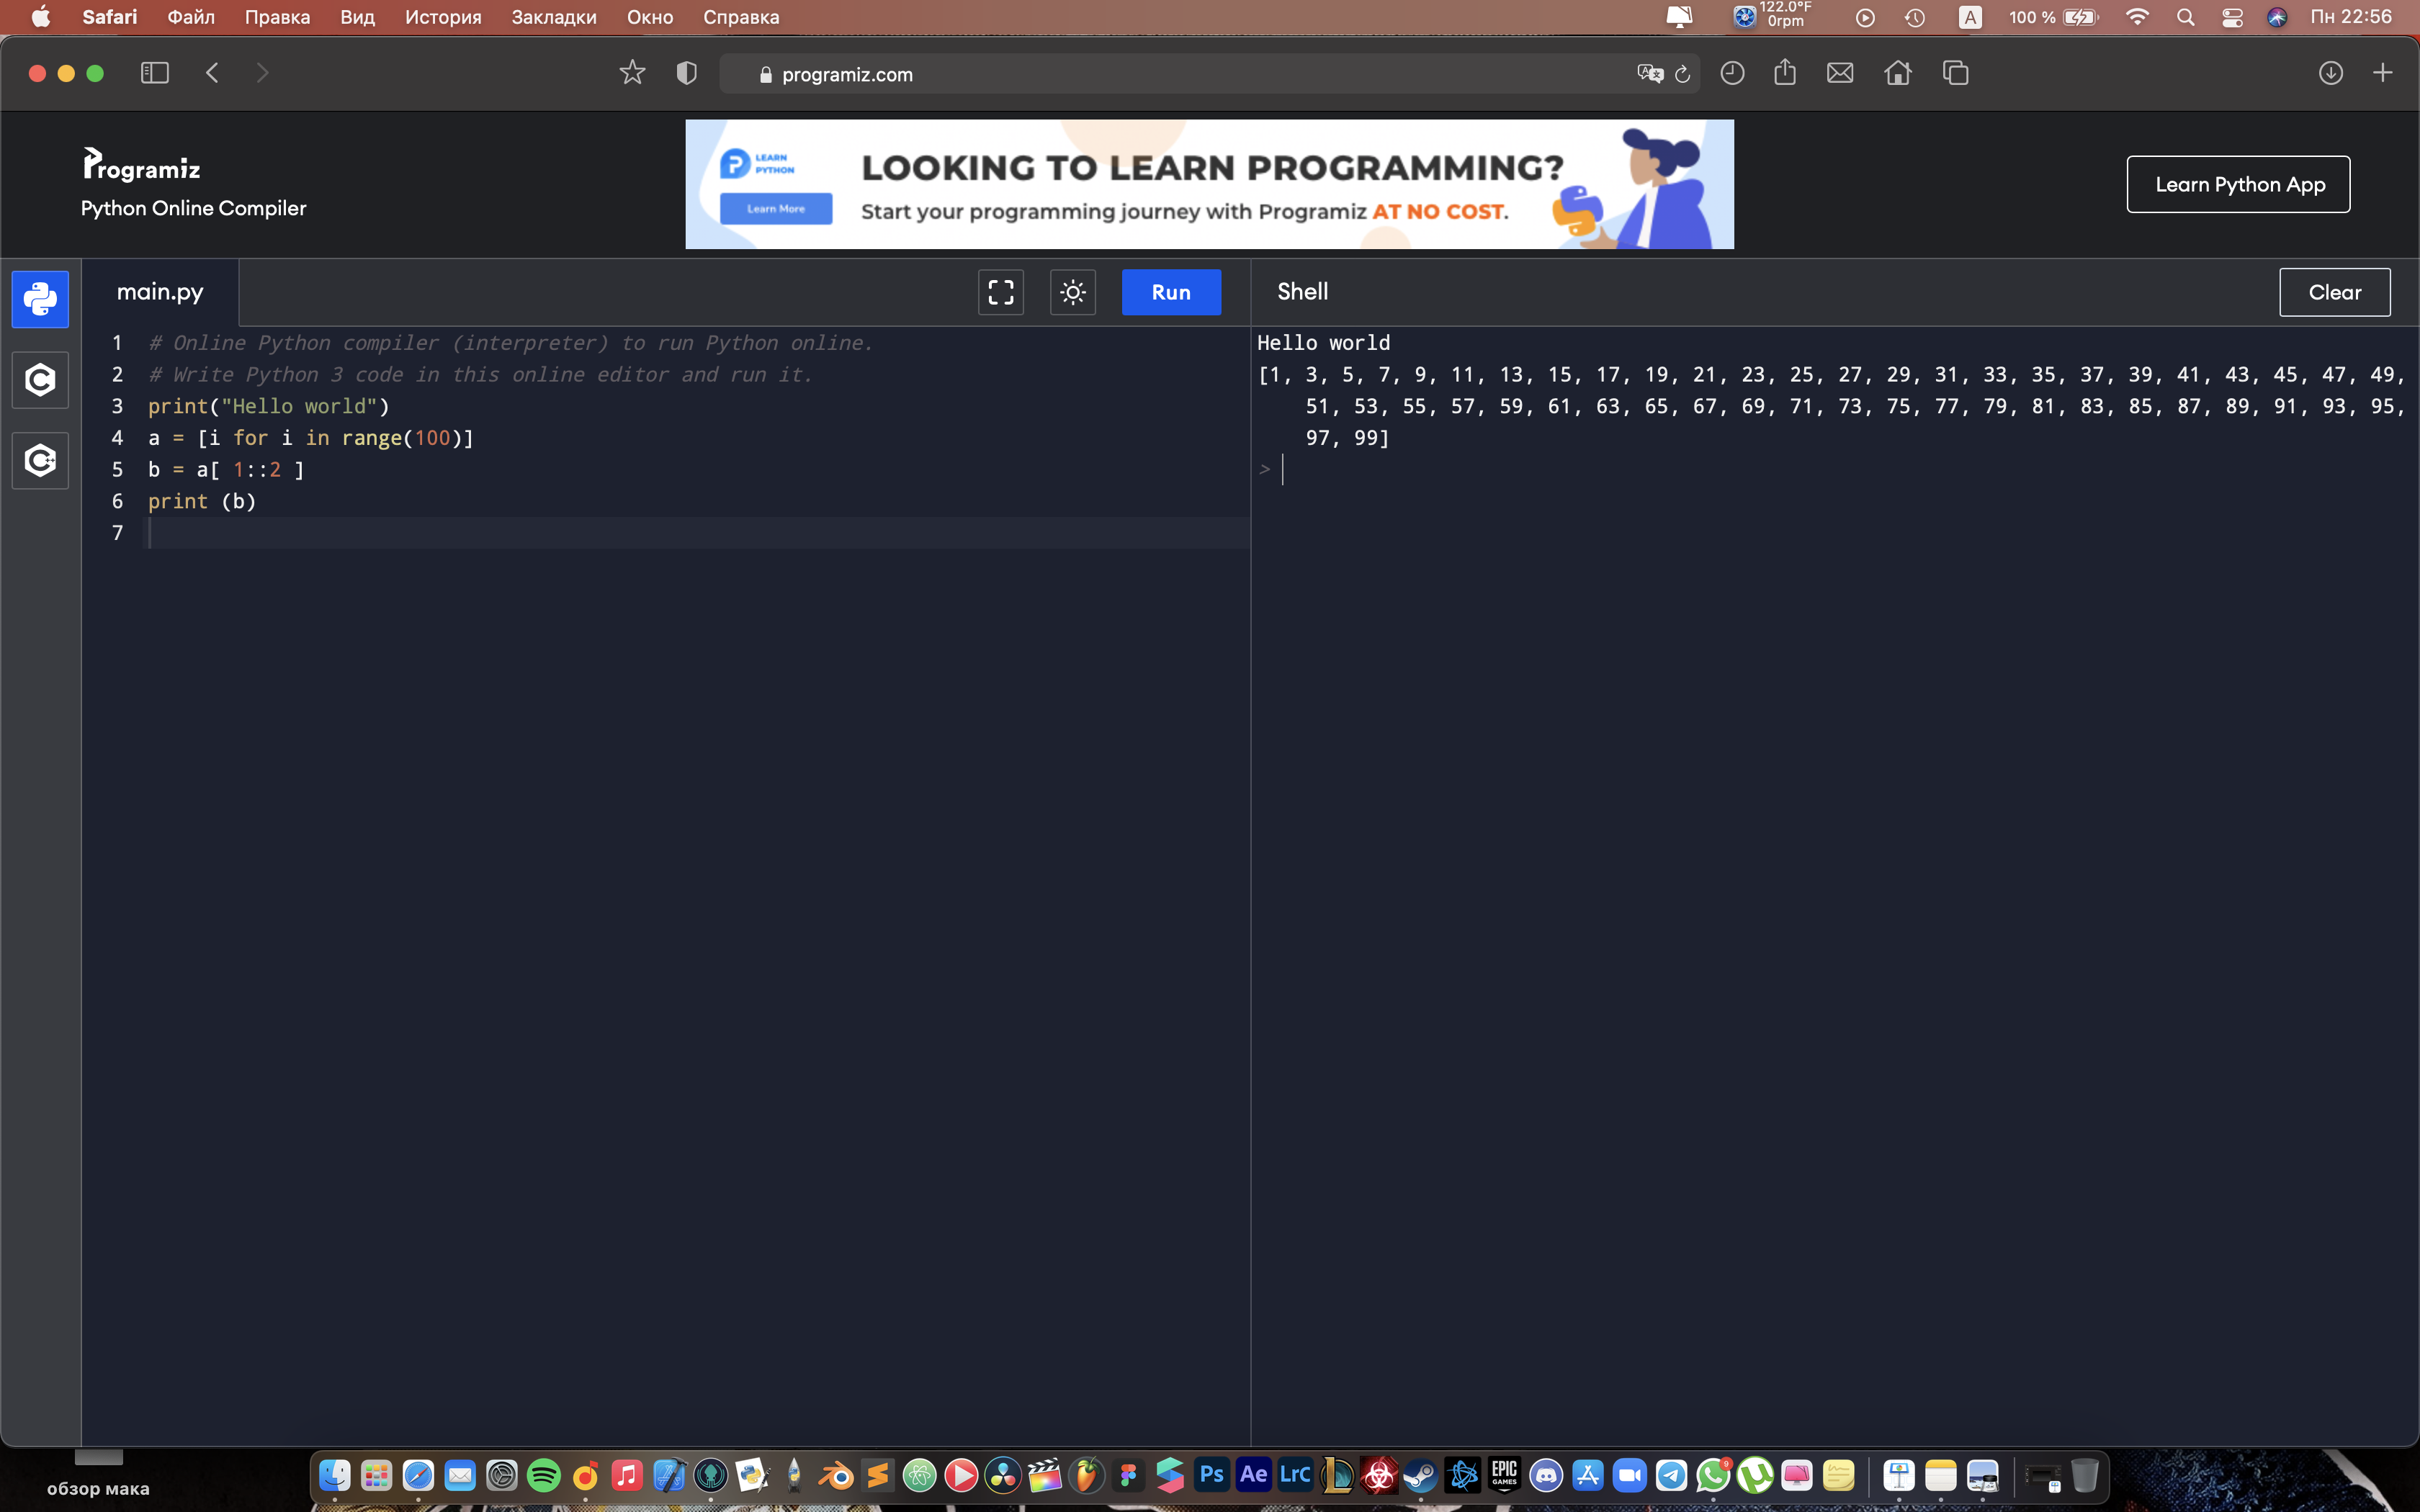 Safari Файл Правка Вид История Закладки Окно Справка 122.0°F 0rpm A 100 % Пн 22:56
programiz.com
Programiz
Python Online Compiler
LEARN PYTHON
Learn More
LOOKING TO LEARN PROGRAMMING?
Start your programming journey with Programiz AT NO COST.
Learn Python App
main.py
Run
Shell
Clear
1 # Online Python compiler (interpreter) to run Python online.
2 # Write Python 3 code in this online editor and run it.
3 print("Hello world")
4 a = [i for i in range(100)]
5 b = a[ 1::2 ]
6 print (b)
7
Hello world
[1, 3, 5, 7, 9, 11, 13, 15, 17, 19, 21, 23, 25, 27, 29, 31, 33, 35, 37, 39, 41, 43, 45, 47, 49,
51, 53, 55, 57, 59, 61, 63, 65, 67, 69, 71, 73, 75, 77, 79, 81, 83, 85, 87, 89, 91, 93, 95,
97, 99]
>
обзор мака
Ps Ae LrC EPIC GAMES 9